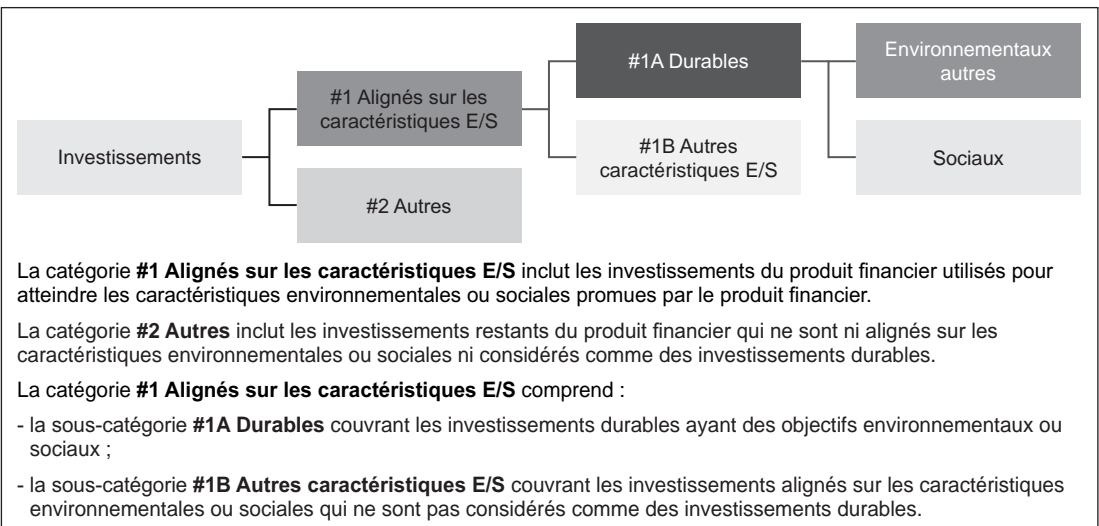 #1A Durables
Environnementaux
autres
#1 Alignés sur les
caractéristiques E/S
Investissements
#1B Autres
caractéristiques E/S
Sociaux
#2 Autres
La catégorie #1 Alignés sur les caractéristiques E/S inclut les investissements du produit financier utilisés pour
atteindre les caractéristiques environnementales ou sociales promues par le produit financier.
La catégorie #2 Autres inclut les investissements restants du produit financier qui ne sont ni alignés sur les
caractéristiques environnementales ou sociales ni considérés comme des investissements durables.
La catégorie #1 Alignés sur les caractéristiques E/S comprend :
- la sous-catégorie #1A Durables couvrant les investissements durables ayant des objectifs environnementaux ou
sociaux ;
- la sous-catégorie #1B Autres caractéristiques E/S couvrant les investissements alignés sur les caractéristiques
environnementales ou sociales qui ne sont pas considérés comme des investissements durables.